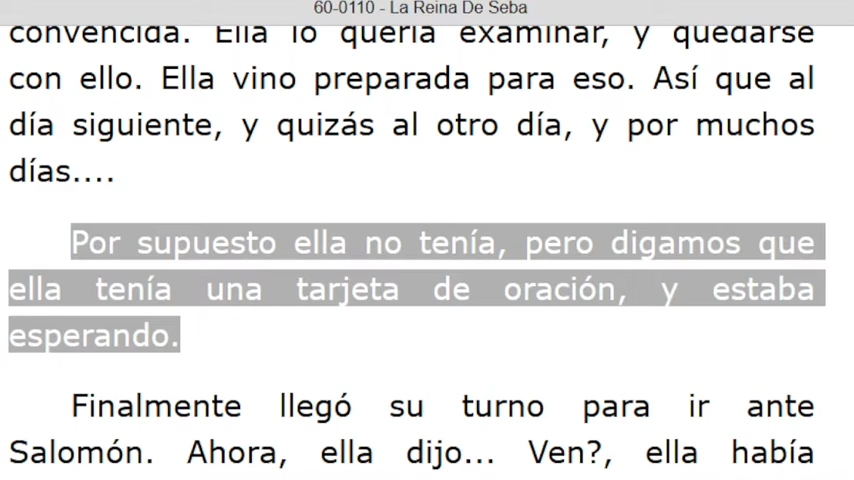 60-0110 - La Reina De Seba
convencida. Ella lo quería examinar, y quedarse
con ello. Ella vino preparada para eso. Así que al
día siguiente, y quizás al otro día, y por muchos
días....
Por supuesto ella no tenía, pero digamos que
ella tenía una tarjeta de oración, y estaba
esperando.
Finalmente llegó su turno para ir ante
Salomón. Ahora, ella dijo... Ven?, ella había